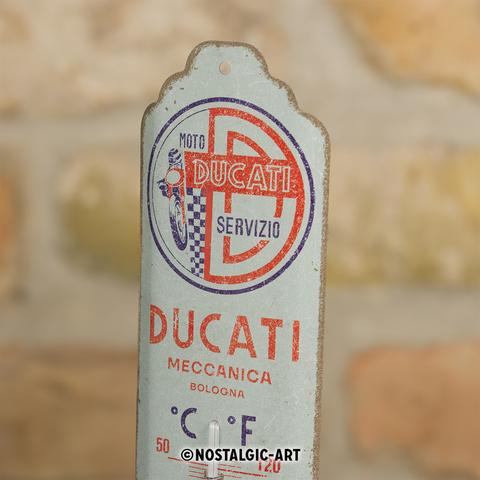 MOTO
DUCATI
SERVIZIO
DUCATI
MECCANICA
BOLOGNA
°C °F
50 120
©NOSTALGIC-ART